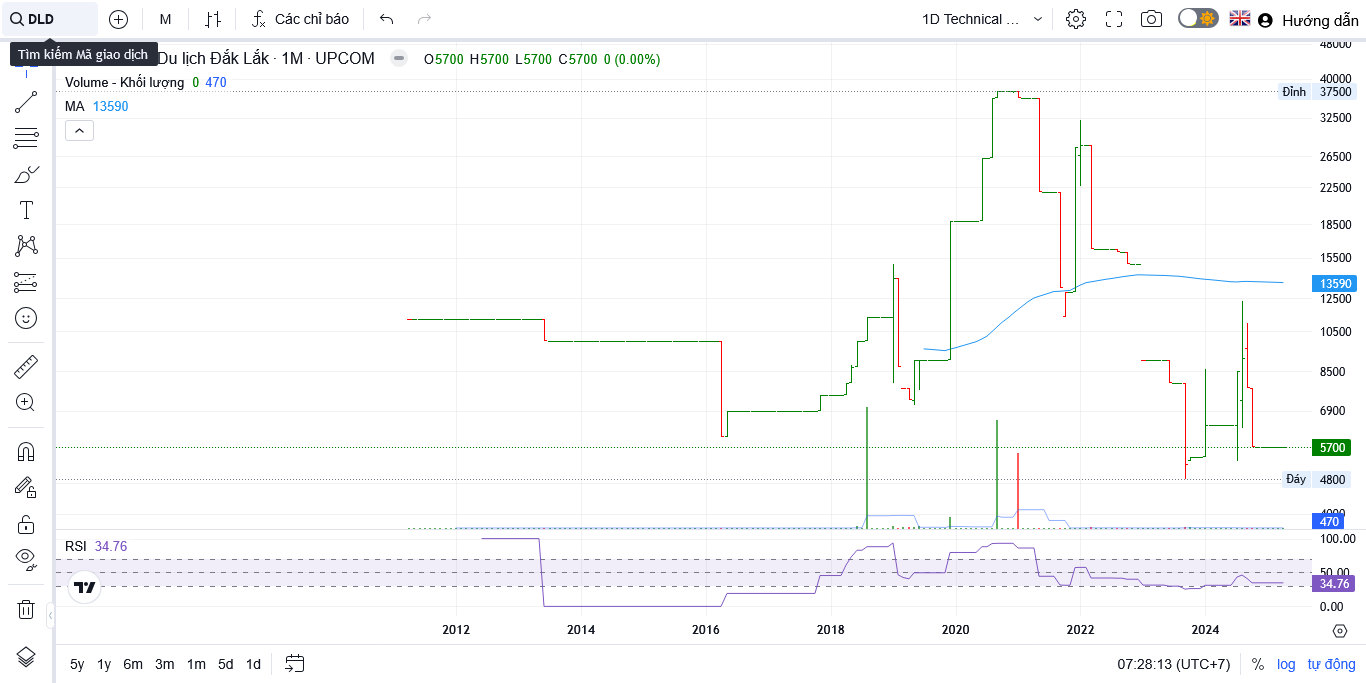 DLD M Các chỉ báo 1D Technical ... Hướng dẫn
Tìm kiếm Mã giao dịch
Du lịch Đắk Lắk · 1M · UPCOM O5700 H5700 L5700 C5700 0 (0.00%)
Volume - Khối lượng 0 470
MA 13590
48000
40000
Đỉnh 37500
32500
26500
22500
18500
15500
13590
12500
10500
8500
6900
5700
Đáy 4800
4000
470
RSI 34.76
100.00
50.00
34.76
0.00
2012 2014 2016 2018 2020 2022 2024
5y 1y 6m 3m 1m 5d 1d 07:28:13 (UTC+7) % log tự động